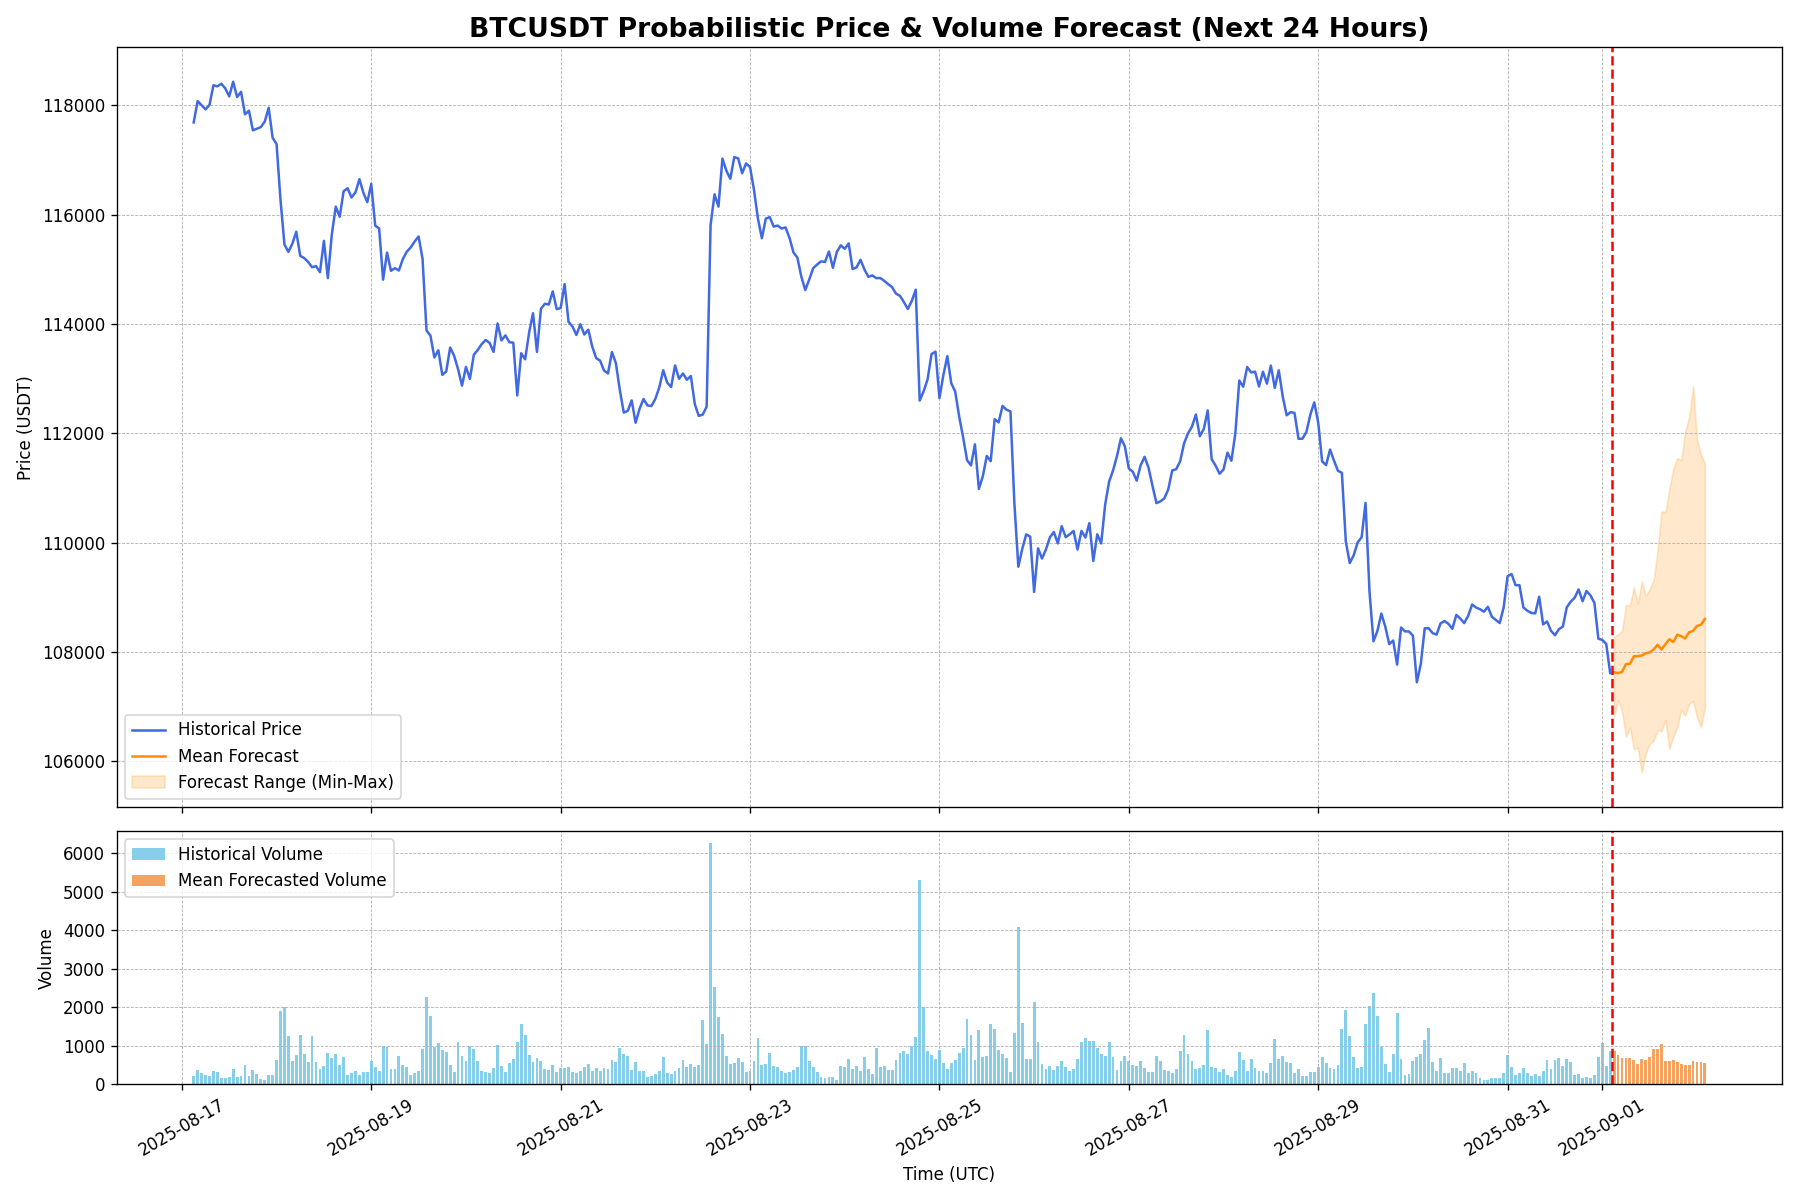 BTCUSDT Probabilistic Price & Volume Forecast (Next 24 Hours)
Price (USDT)
118000
116000
114000
112000
110000
108000
106000
Historical Price
Mean Forecast
Forecast Range (Min-Max)
Volume
6000
5000
4000
3000
2000
1000
0
Historical Volume
Mean Forecasted Volume
2025-08-17
2025-08-19
2025-08-21
2025-08-23
2025-08-25
2025-08-27
2025-08-29
2025-08-31
2025-09-01
Time (UTC)